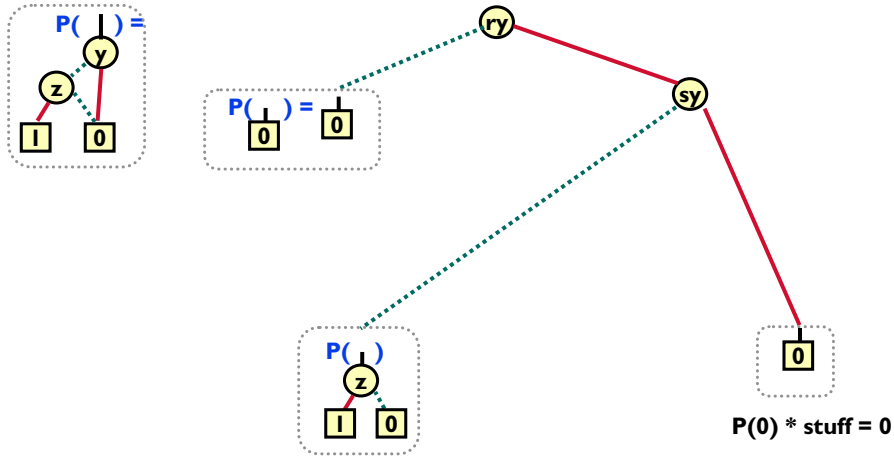 P( ) =
y
z
1 0
ry
sy
P( ) =
0 0
P( )
z
1 0
0
P(0) * stuff = 0